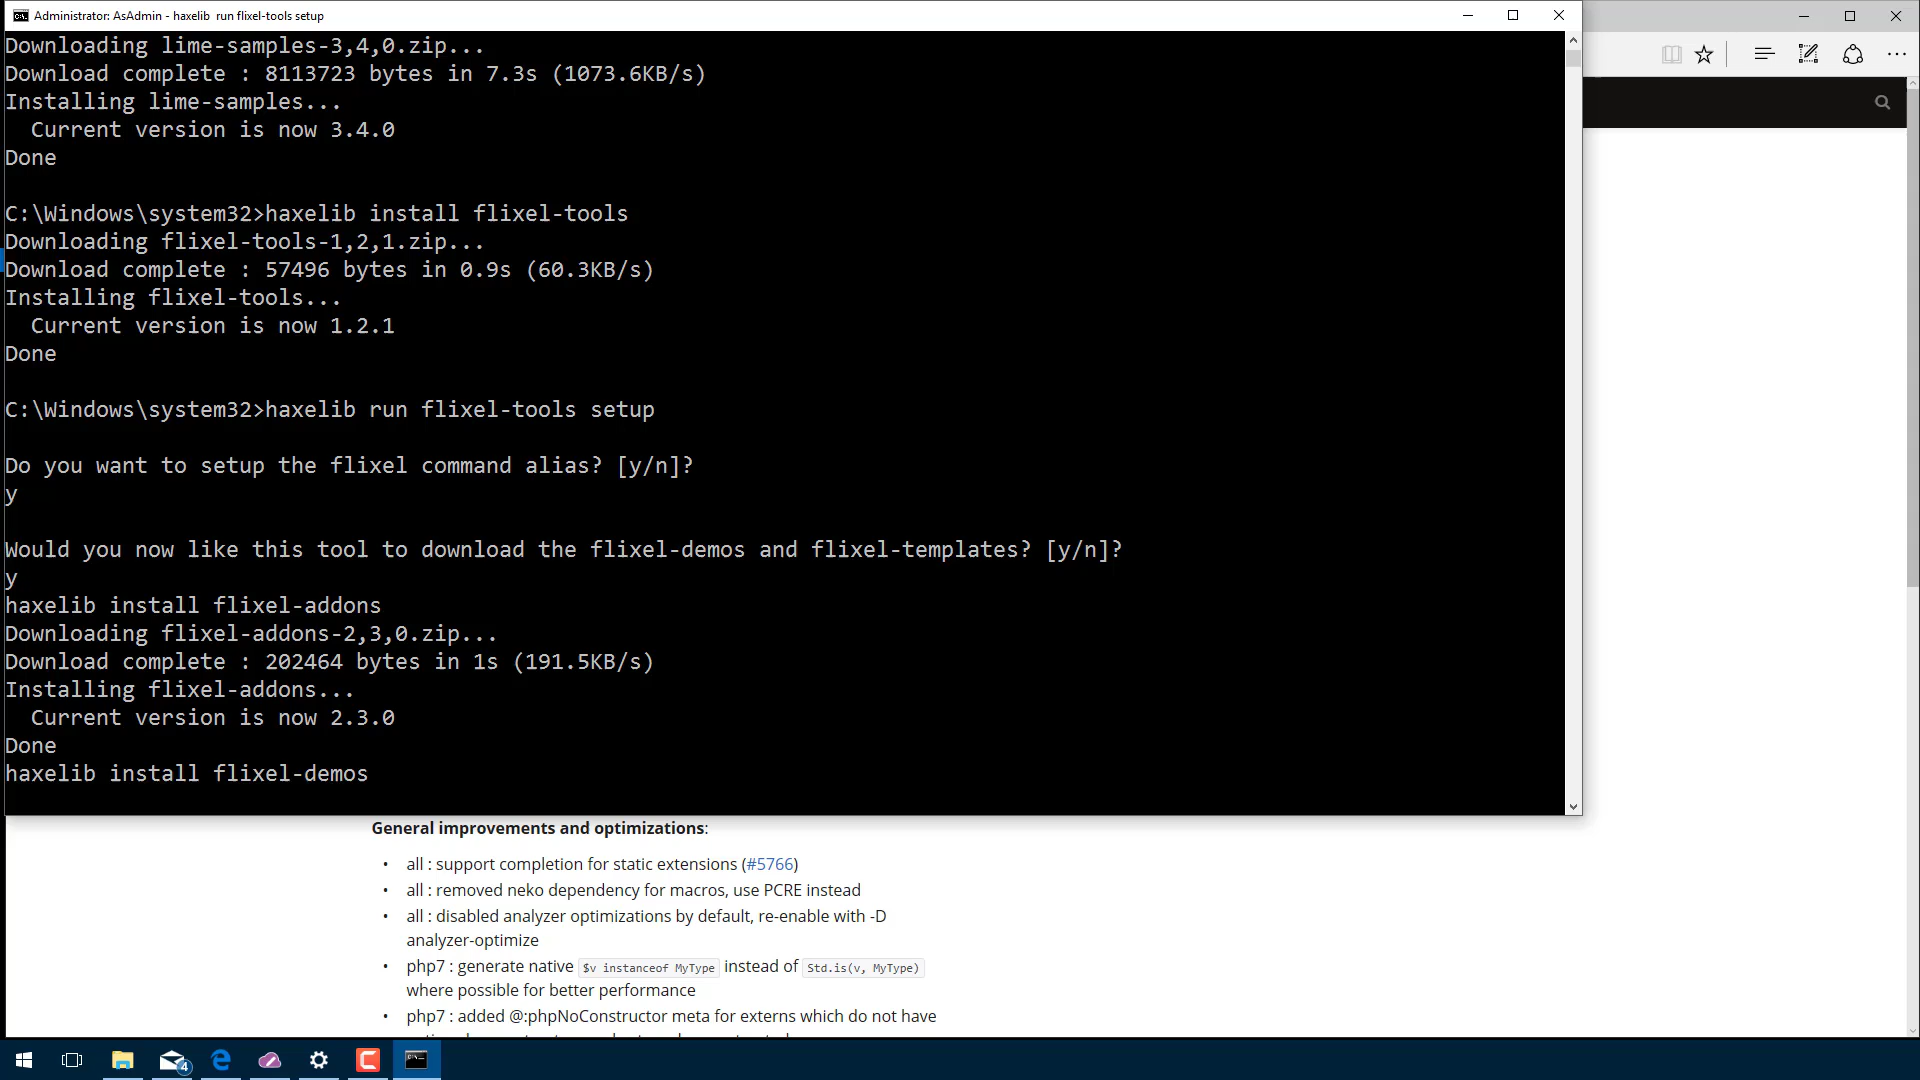 Administrator: AsAdmin - haxelib  run flixel-tools setup
Downloading lime-samples-3,4,0.zip...
Download complete : 8113723 bytes in 7.3s (1073.6KB/s)
Installing lime-samples...
  Current version is now 3.4.0
Done
C:\Windows\system32>haxelib install flixel-tools
Downloading flixel-tools-1,2,1.zip...
Download complete : 57496 bytes in 0.9s (60.3KB/s)
Installing flixel-tools...
  Current version is now 1.2.1
Done
C:\Windows\system32>haxelib run flixel-tools setup
Do you want to setup the flixel command alias? [y/n]?
y
Would you now like this tool to download the flixel-demos and flixel-templates? [y/n]?
y
haxelib install flixel-addons
Downloading flixel-addons-2,3,0.zip...
Download complete : 202464 bytes in 1s (191.5KB/s)
Installing flixel-addons...
  Current version is now 2.3.0
Done
haxelib install flixel-demos
General improvements and optimizations:
• all : support completion for static extensions (#5766)
• all : removed neko dependency for macros, use PCRE instead
• all : disabled analyzer optimizations by default, re-enable with -D
analyzer-optimize
• php7 : generate native $v instanceof MyType instead of Std.is(v, MyType)
where possible for better performance
• php7 : added @:phpNoConstructor meta for externs which do not have
4